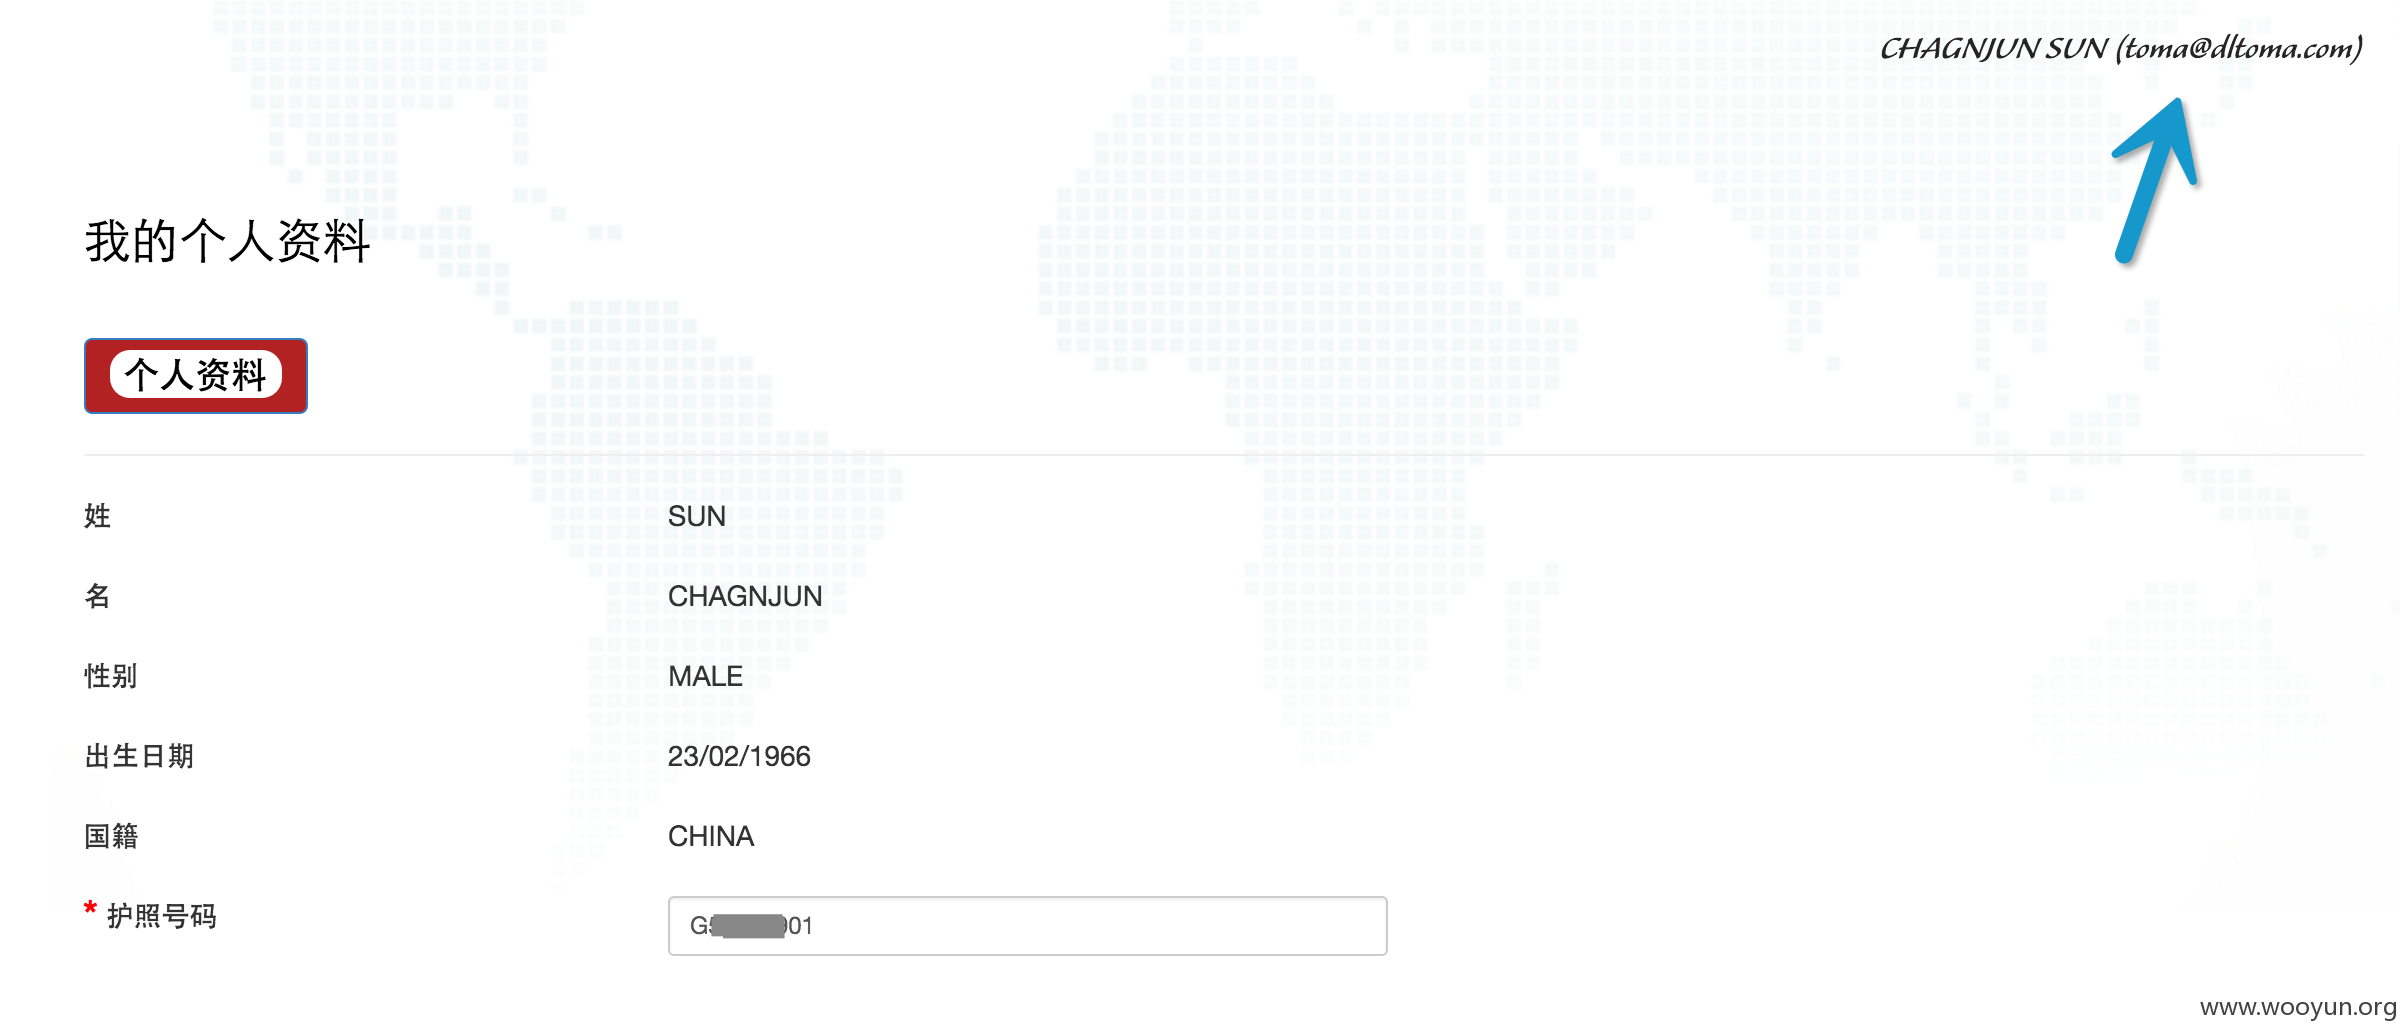 CHAGNJUN SUN (toma@dltoma.com)
我的个人资料
个人资料
姓 SUN
名 CHAGNJUN
性别 MALE
出生日期 23/02/1966
国籍 CHINA
* 护照号码 G 01
www.wooyun.org